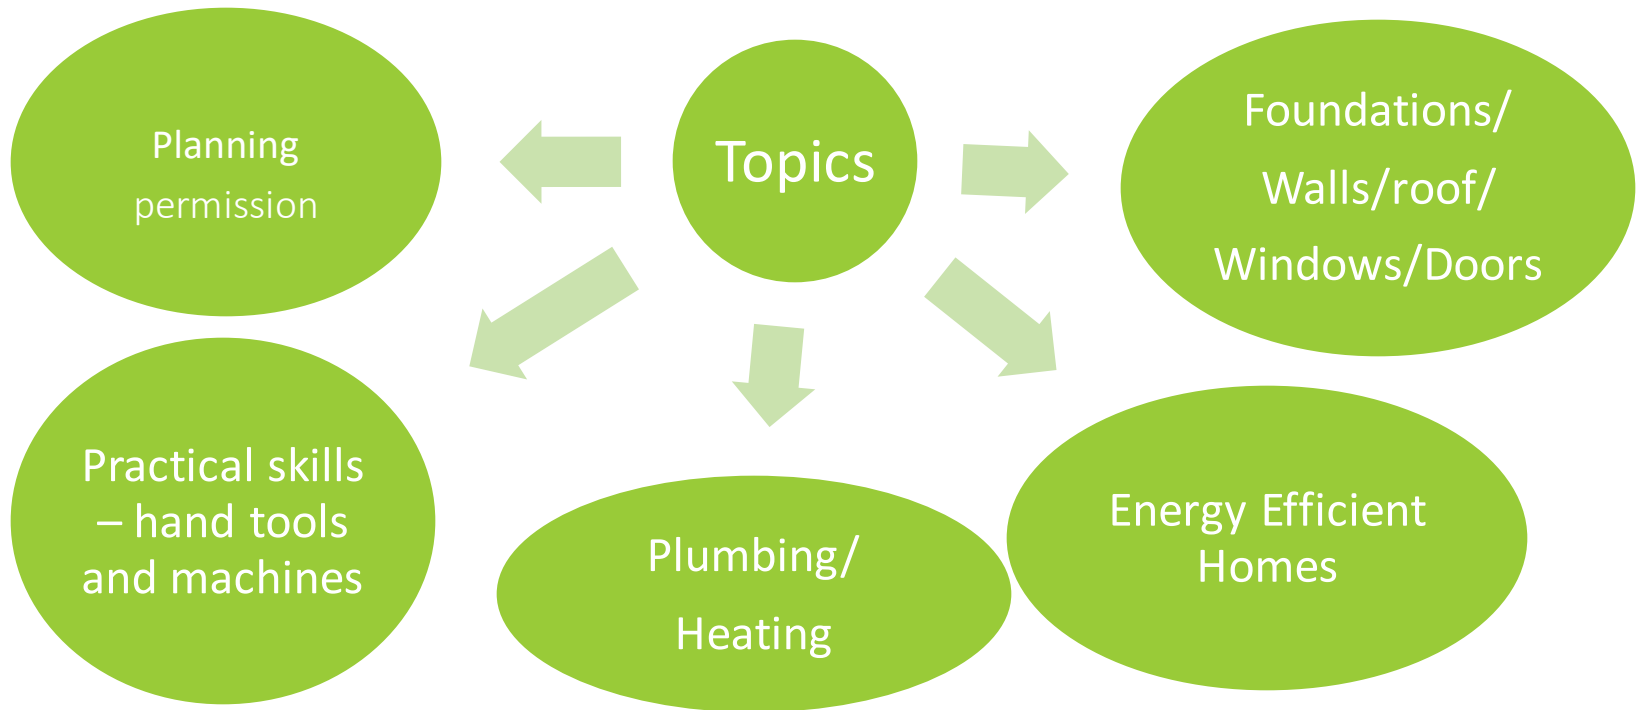 Planning
permission
Topics
Foundations/
Walls/roof/
Windows/Doors
Practical skills
– hand tools
and machines
Plumbing/
Heating
Energy Efficient
Homes